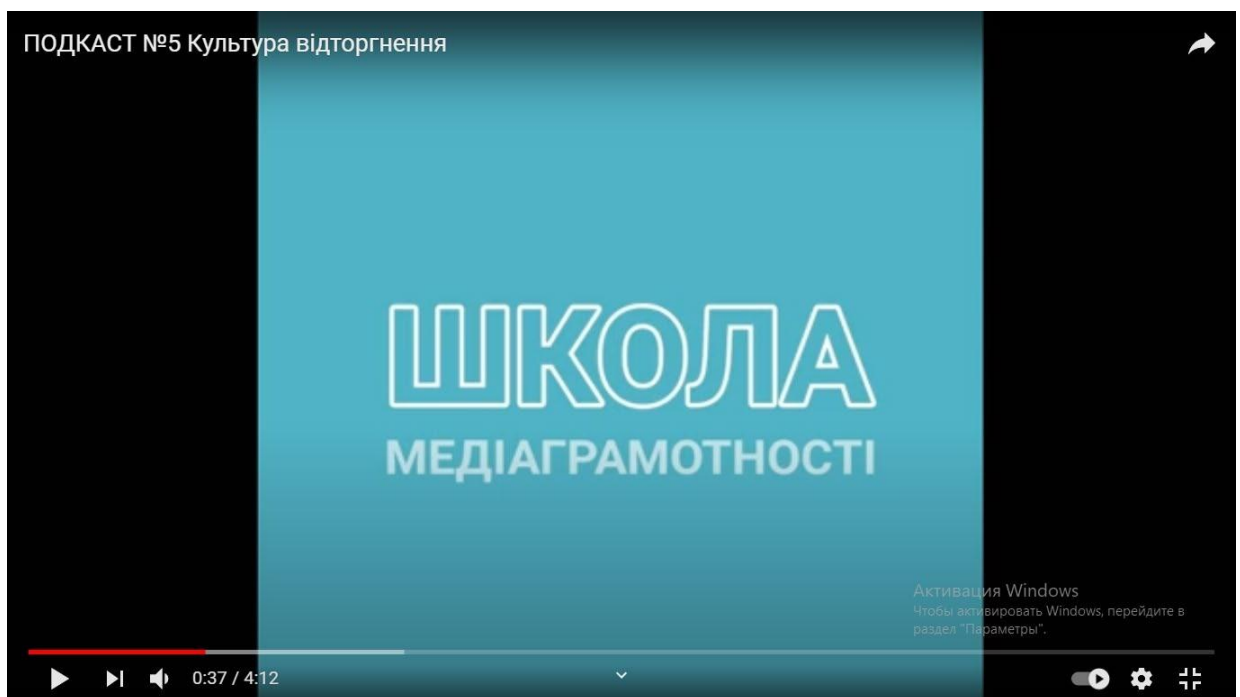 ПОДКАСТ №5 Культура відторгнення
ШКОЛА
МЕДІАГРАМОТНОСТІ
Активация Windows
Чтобы активировать Windows, перейдите в
раздел "Параметры".
0:37 / 4:12